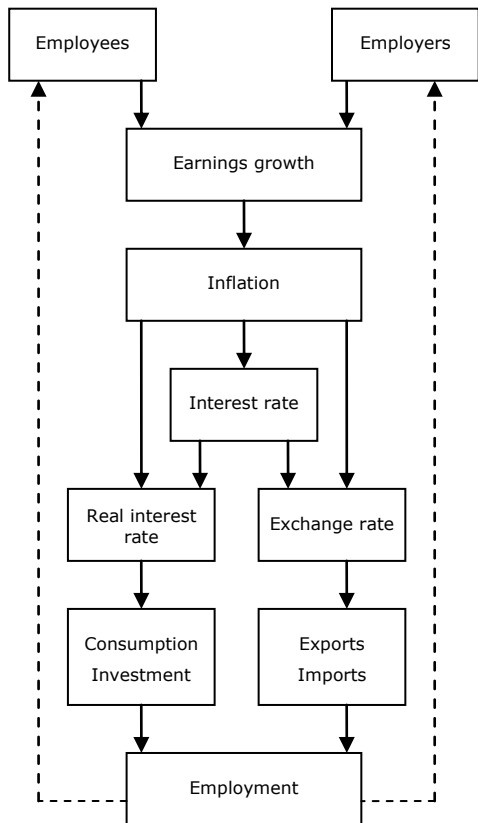 Employees
Employers
Earnings growth
Inflation
Interest rate
Real interest
rate
Exchange rate
Consumption
Investment
Exports
Imports
Employment